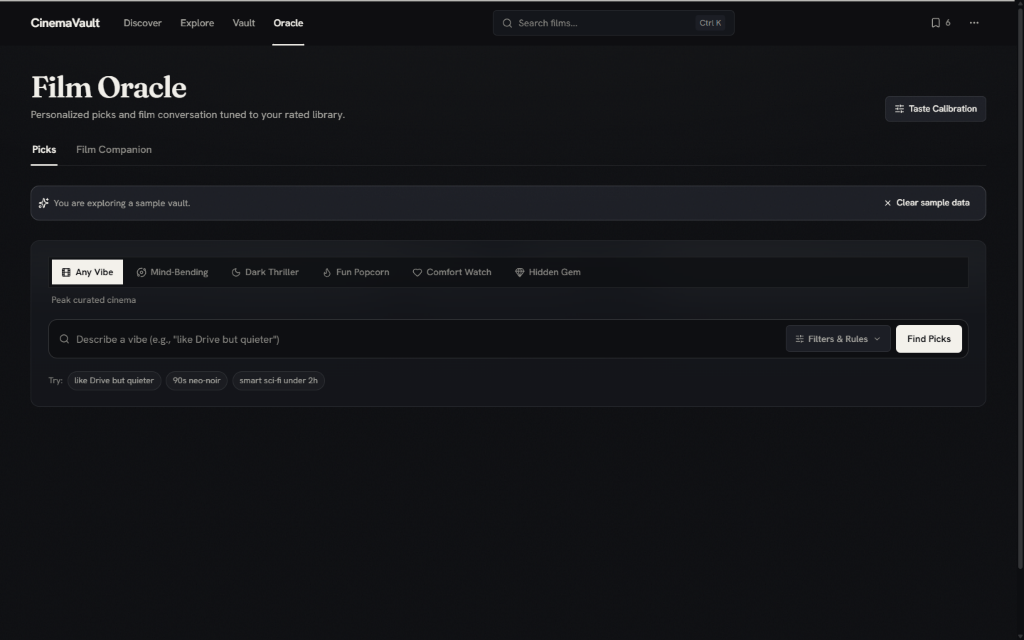 CinemaVault Discover Explore Vault Oracle Search films... Ctrl K 6
Film Oracle
Personalized picks and film conversation tuned to your rated library.
Taste Calibration
Picks Film Companion
You are exploring a sample vault. Clear sample data
Any Vibe Mind-Bending Dark Thriller Fun Popcorn Comfort Watch Hidden Gem
Peak curated cinema
Describe a vibe (e.g., "like Drive but quieter") Filters & Rules Find Picks
Try: like Drive but quieter 90s neo-noir smart sci-fi under 2h